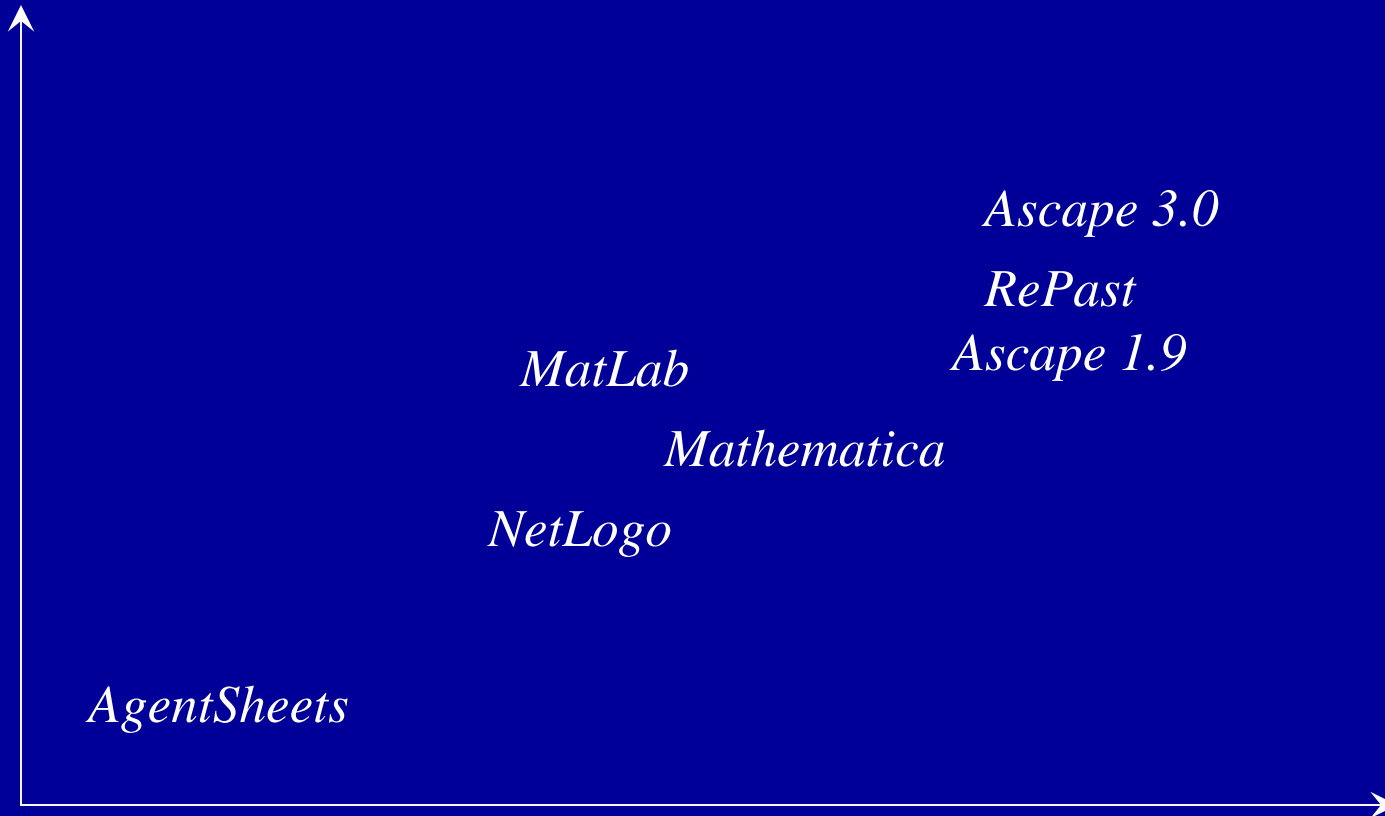 Ascape 3.0
RePast
Ascape 1.9
MatLab
Mathematica
NetLogo
AgentSheets